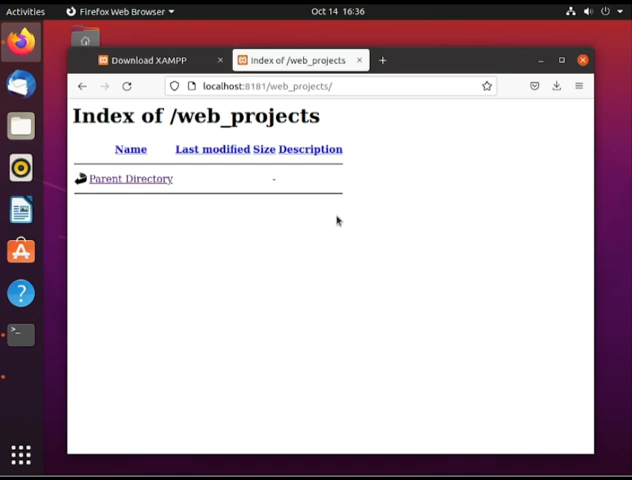 Activities
Firefox Web Browser
Oct 14 16:36
Download XAMPP
Index of /web_projects
localhost:8181/web_projects/
Index of /web_projects
Name Last modified Size Description
Parent Directory -